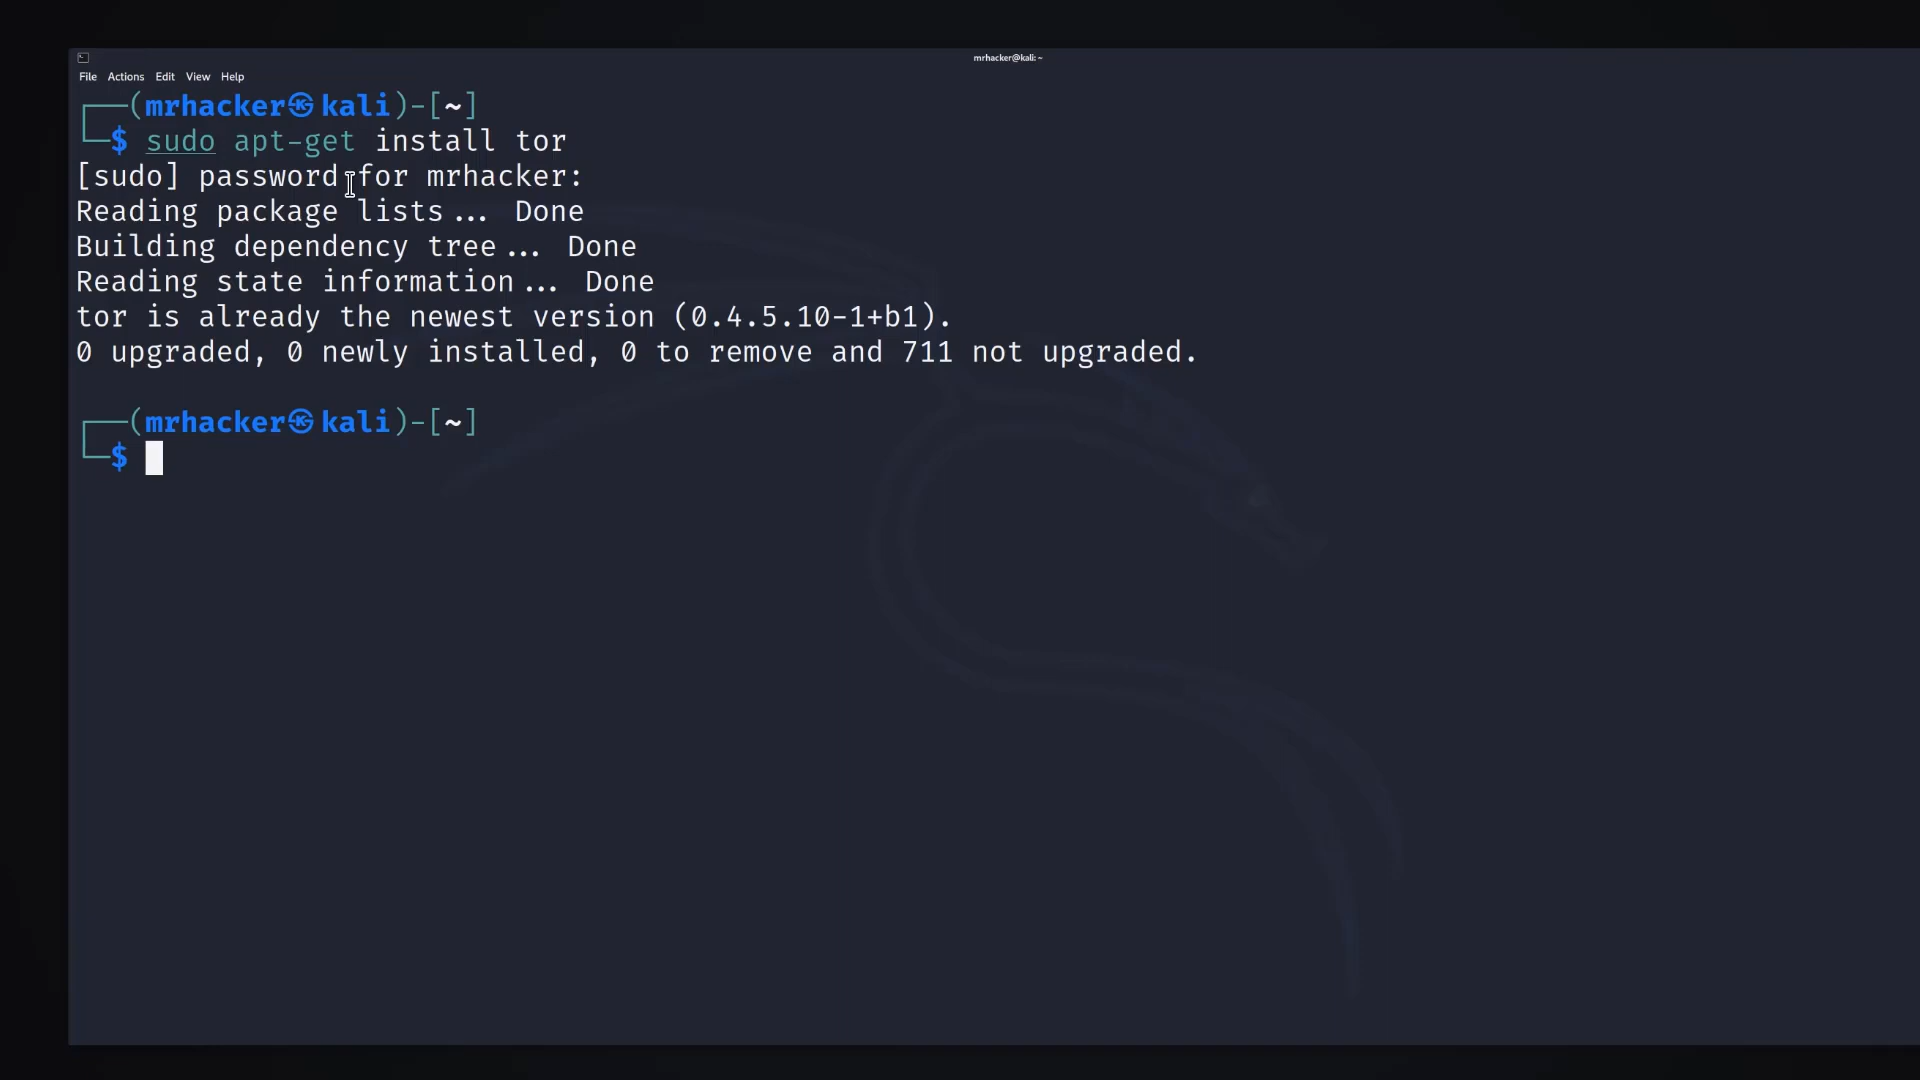 mrhacker@kali: ~
File Actions Edit View Help
┌──(mrhacker㉿kali)-[~]
└─$ sudo apt-get install tor
[sudo] password for mrhacker:
Reading package lists... Done
Building dependency tree... Done
Reading state information... Done
tor is already the newest version (0.4.5.10-1+b1).
0 upgraded, 0 newly installed, 0 to remove and 711 not upgraded.
┌──(mrhacker㉿kali)-[~]
└─$